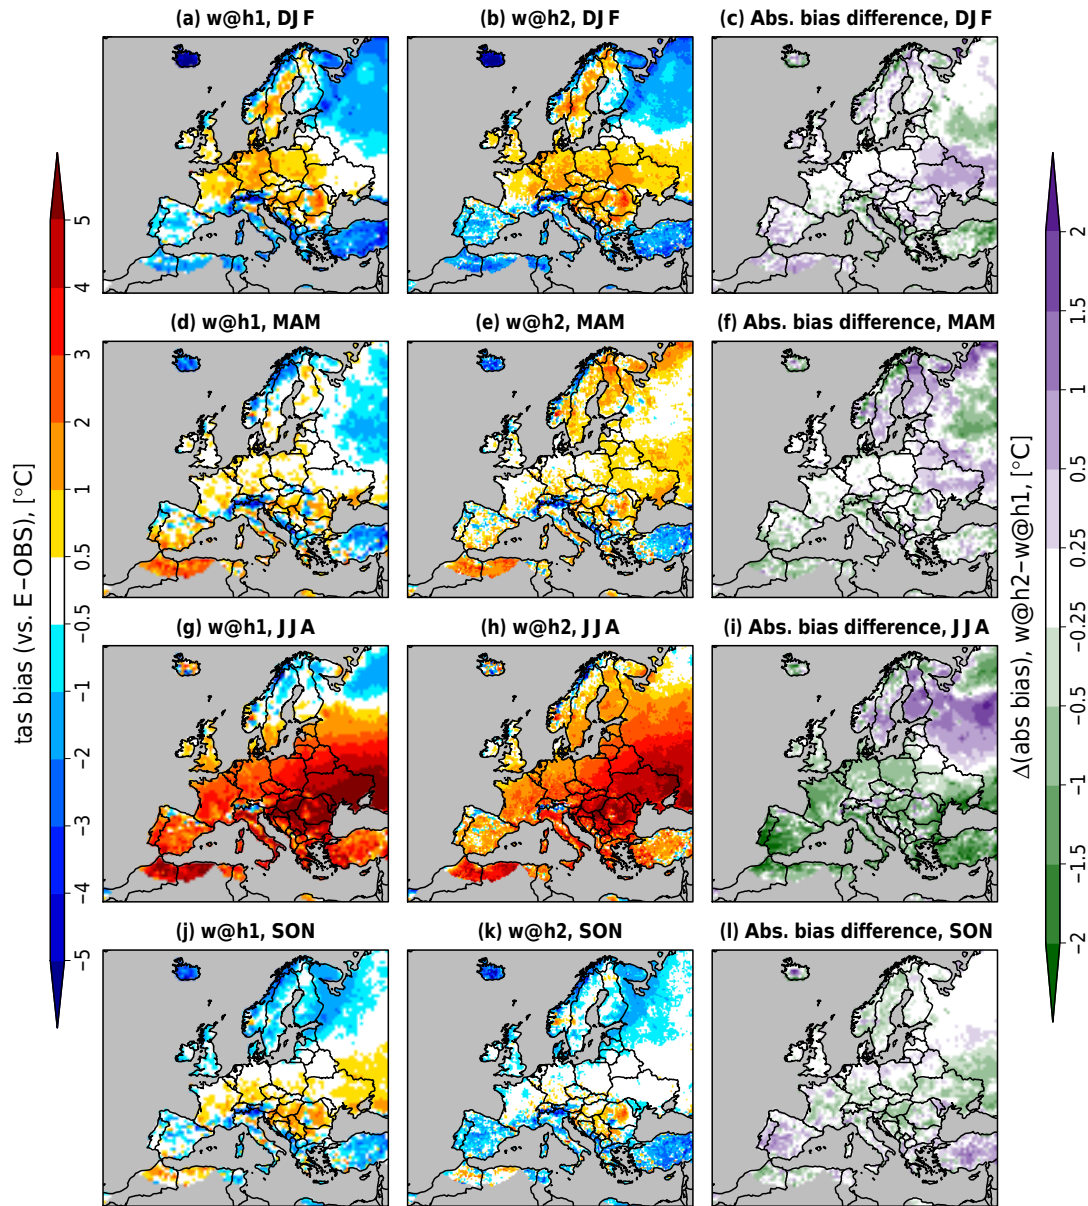 (a) w@h1, DJF
(b) w@h2, DJF
(c) Abs. bias difference, DJF
(d) w@h1, MAM
(e) w@h2, MAM
(f) Abs. bias difference, MAM
(g) w@h1, JJA
(h) w@h2, JJA
(i) Abs. bias difference, JJA
(j) w@h1, SON
(k) w@h2, SON
(l) Abs. bias difference, SON
tas bias (vs. E−OBS), [°C]
−5
−4
−3
−2
−1
−0.5
0.5
1
2
3
4
5
Δ(abs bias), w@h2−w@h1, [°C]
−2
−1.5
−1
−0.5
−0.25
0.25
0.5
1
1.5
2